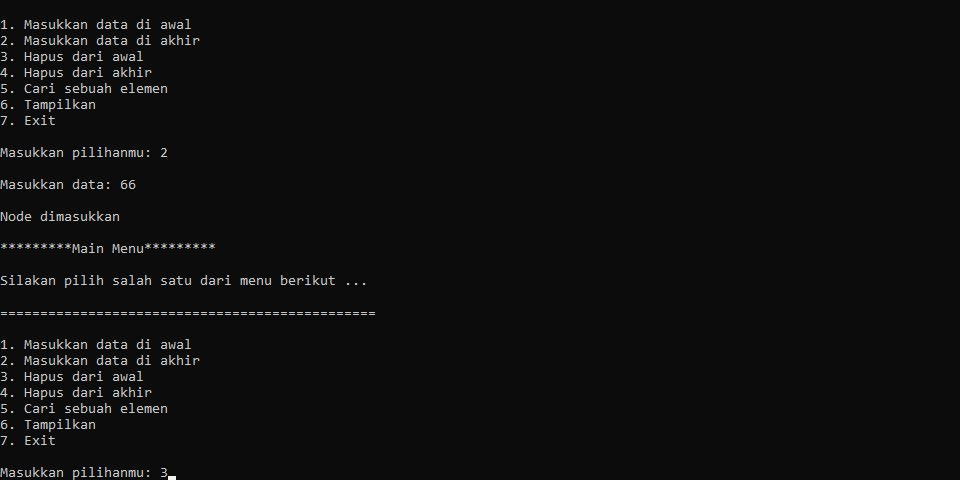 1. Masukkan data di awal
2. Masukkan data di akhir
3. Hapus dari awal
4. Hapus dari akhir
5. Cari sebuah elemen
6. Tampilkan
7. Exit
Masukkan pilihanmu: 2
Masukkan data: 66
Node dimasukkan
*********Main Menu*********
Silakan pilih salah satu dari menu berikut ...
===============================================
1. Masukkan data di awal
2. Masukkan data di akhir
3. Hapus dari awal
4. Hapus dari akhir
5. Cari sebuah elemen
6. Tampilkan
7. Exit
Masukkan pilihanmu: 3